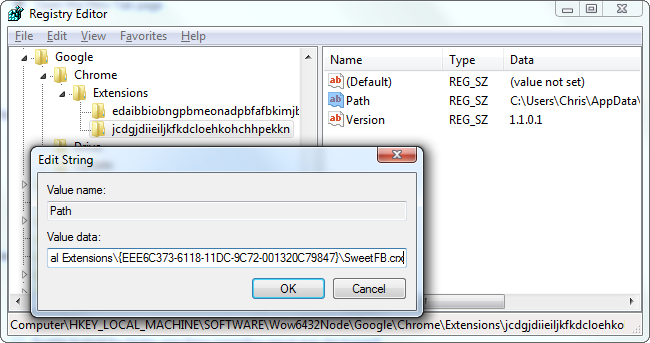 Registry Editor
File Edit View Favorites Help
Google
Chrome
Extensions
edaibbiobngpbmeonadpbfafbkimjb
jcdgjdiieiljkfkdcloehkohchhpekkn
Name Type Data
(Default) REG_SZ (value not set)
Path REG_SZ C:\Users\Chris\AppData\
Version REG_SZ 1.1.0.1
Edit String
Value name:
Path
Value data:
al Extensions\{EEE6C373-6118-11DC-9C72-001320C79847}\SweetFB.crx
OK Cancel
Computer\HKEY_LOCAL_MACHINE\SOFTWARE\Wow6432Node\Google\Chrome\Extensions\jcdgjdiieiljkfkdcloehko